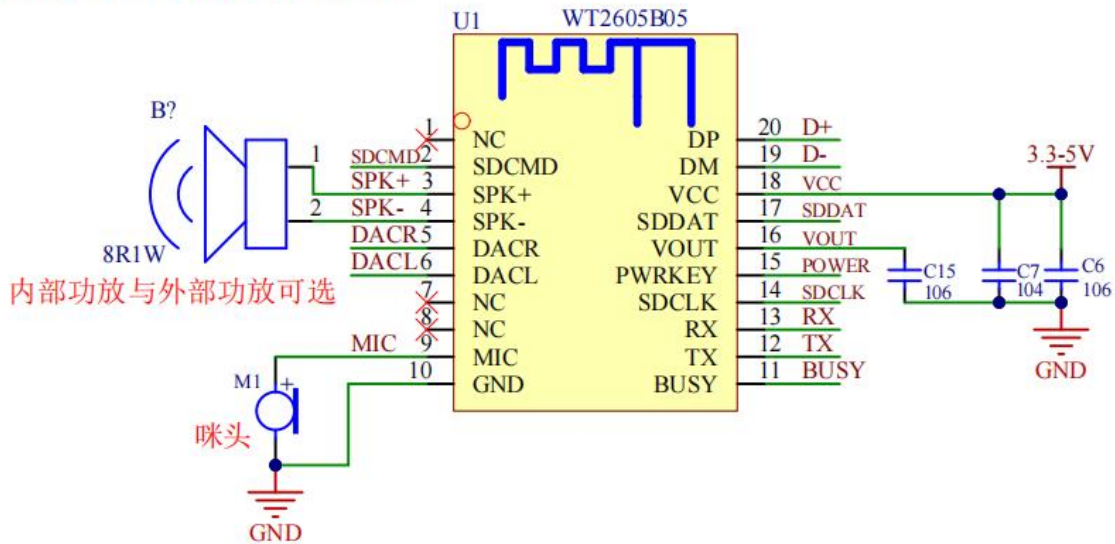 U1
WT2605B05
B?
1
2
8R1W
内部功放与外部功放可选
SDCMD
SPK+
SPK-
DACR
DACL
MIC
M1
+
咪头
GND
1 NC
2 SDCMD
3 SPK+
4 SPK-
5 DACR
6 DACL
7 NC
8 NC
9 MIC
10 GND
DP 20 D+
DM 19 D-
VCC 18 VCC
SDDAT 17 SDDAT
VOUT 16 VOUT
PWRKEY 15 POWER
SDCLK 14 SDCLK
RX 13 RX
TX 12 TX
BUSY 11 BUSY
3.3-5V
C15
106
C7
104
C6
106
GND